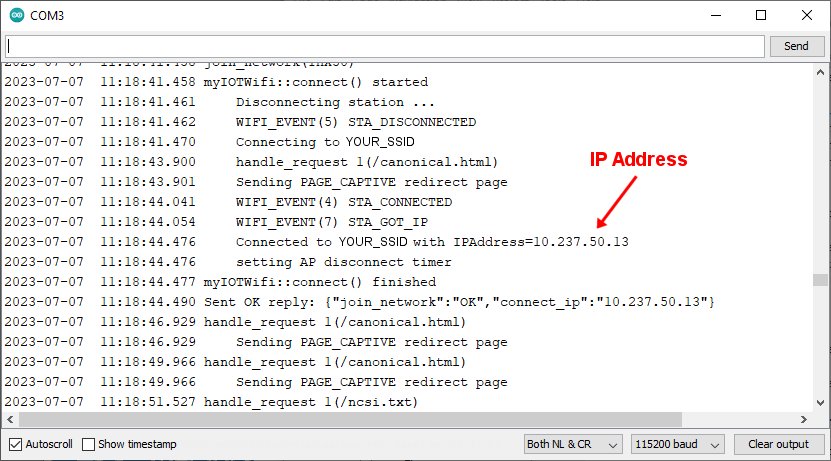 COM3
Send
2023-07-07 11:18:41.458 myIOTWifi::connect() started
2023-07-07 11:18:41.461 Disconnecting station ...
2023-07-07 11:18:41.462 WIFI_EVENT(5) STA_DISCONNECTED
2023-07-07 11:18:41.470 Connecting to YOUR_SSID
2023-07-07 11:18:43.900 handle_request 1(/canonical.html)
IP Address
2023-07-07 11:18:43.901 Sending PAGE_CAPTIVE redirect page
2023-07-07 11:18:44.041 WIFI_EVENT(4) STA_CONNECTED
2023-07-07 11:18:44.054 WIFI_EVENT(7) STA_GOT_IP
2023-07-07 11:18:44.476 Connected to YOUR_SSID with IPAddress=10.237.50.13
2023-07-07 11:18:44.476 setting AP disconnect timer
2023-07-07 11:18:44.477 myIOTWifi::connect() finished
2023-07-07 11:18:44.490 Sent OK reply: {"join_network":"OK","connect_ip":"10.237.50.13"}
2023-07-07 11:18:46.929 handle_request 1(/canonical.html)
2023-07-07 11:18:46.929 Sending PAGE_CAPTIVE redirect page
2023-07-07 11:18:49.966 handle_request 1(/canonical.html)
2023-07-07 11:18:49.966 Sending PAGE_CAPTIVE redirect page
2023-07-07 11:18:51.527 handle_request 1(/ncsi.txt)
Autoscroll Show timestamp Both NL & CR 115200 baud Clear output